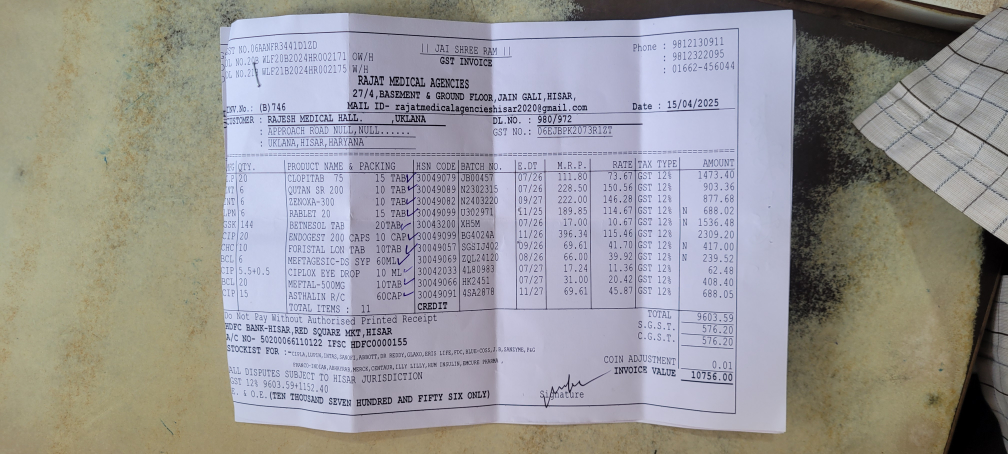 GST NO.06AANFR3441D1ZD
|| JAI SHREE RAM ||
Phone : 9812130911
DL NO.20B WLF20B2024HR002171 OW/H
GST INVOICE
: 9812322095
DL NO.21B WLF21B2024HR002175 W/H
: 01662-456044
RAJAT MEDICAL AGENCIES
27/4,BASEMENT & GROUND FLOOR,JAIN GALI,HISAR,
INV.No.: (B)746
MAIL ID- rajatmedicalagencieshisar2020@gmail.com
Date : 15/04/2025
CUSTOMER : RAJESH MEDICAL HALL. ,UKLANA
DL.NO. : 980/972
: APPROACH ROAD NULL,NULL......
GST NO.: 06EJBPK2073R1ZT
: UKLANA,HISAR,HARYANA
QTY. PRODUCT NAME & PACKING HSN CODE BATCH NO. E.DT M.R.P. RATE TAX TYPE AMOUNT
20 CLOPITAB 75 15 TAB 30049079 JB00457 07/26 111.80 73.67 GST 12% 1473.40
INT 6 QUTAN SR 200 10 TAB 30049089 N2302315 07/26 228.50 150.56 GST 12% 903.36
INT 6 ZENOXA-300 10 TAB 30049082 N2403220 09/27 222.00 146.28 GST 12% 877.68
LPN 6 RABLET 20 15 TAB 30049099 U302971 11/25 189.85 114.67 GST 12% N 688.02
GSK 144 BETNESOL TAB 20TAB 30043200 XH5M 07/26 17.00 10.67 GST 12% N 1536.48
CIP 20 ENDOGEST 200 CAPS 10 CAP 30049099 BG4024A 11/26 396.34 115.46 GST 12% 2309.20
CHC 10 FORISTAL LON TAB 10TAB 30049057 SGSIJ402 09/26 69.61 41.70 GST 12% N 417.00
BCL 6 MEFTAGESIC-DS SYP 60ML 30049069 ZQL24120 08/26 66.00 39.92 GST 12% N 239.52
CIP 5.5+0.5 CIPLOX EYE DROP 10 ML 30042033 4L80983 07/27 17.24 11.36 GST 12% 62.48
BCL 20 MEFTAL-500MG 10TAB 30049066 HK2451 07/27 31.00 20.42 GST 12% 408.40
CIP 15 ASTHALIN R/C 60CAP 30049091 4SA2878 11/27 69.61 45.87 GST 12% 688.05
TOTAL ITEMS : 11 CREDIT
Do Not Pay Without Authorised Printed Receipt
TOTAL 9603.59
HDFC BANK-HISAR,RED SQUARE MKT,HISAR
S.G.S.T. 576.20
A/C NO- 50200066110122 IFSC HDFC0000155
C.G.S.T. 576.20
STOCKIST FOR :
COIN ADJUSTMENT 0.01
ALL DISPUTES SUBJECT TO HISAR JURISDICTION
INVOICE VALUE 10756.00
GST 12% 9603.59+1152.40
E. & O.E. (TEN THOUSAND SEVEN HUNDRED AND FIFTY SIX ONLY)
Signature